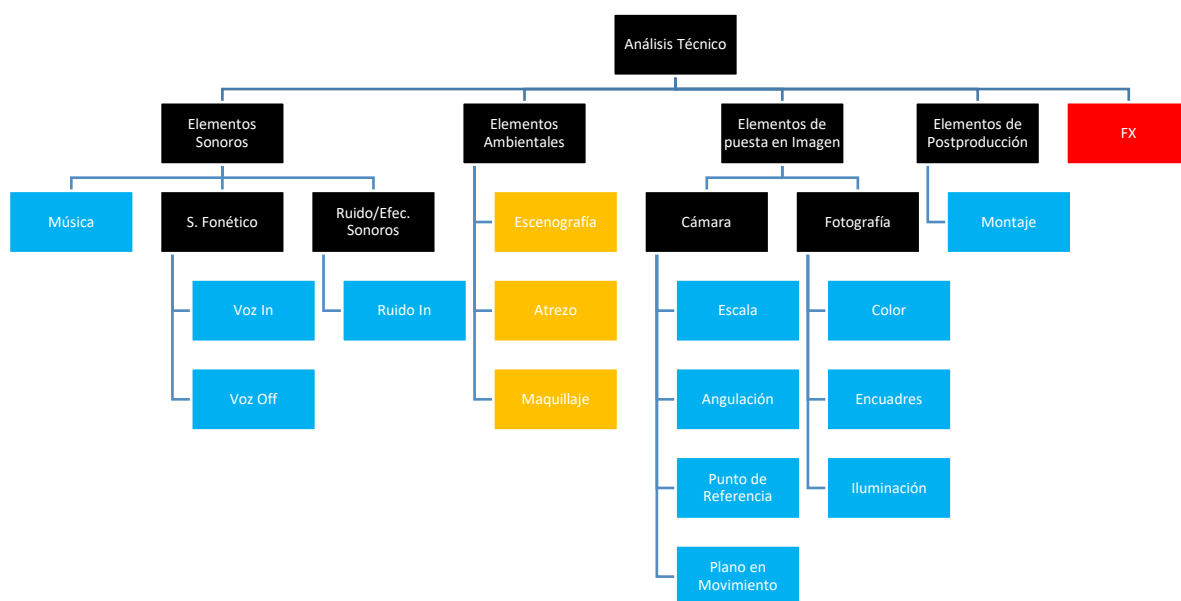 Análisis Técnico
Elementos
Sonoros
Elementos
Ambientales
Elementos de
puesta en Imagen
Elementos de
Postproducción
FX
Música
S. Fonético
Ruido/Efec.
Sonoros
Escenografía
Cámara
Fotografía
Montaje
Voz In
Ruido In
Atrezo
Escala
Color
Voz Off
Maquillaje
Angulación
Encuadres
Punto de
Referencia
Iluminación
Plano en
Movimiento